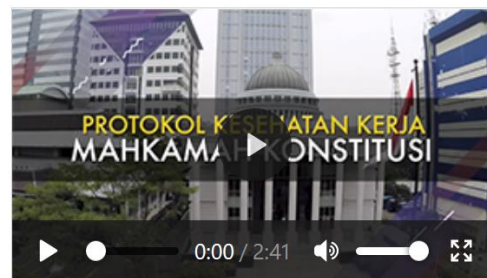 PROTOKOL KESEHATAN KERJA
MAHKAMAH KONSTITUSI
0:00 / 2:41